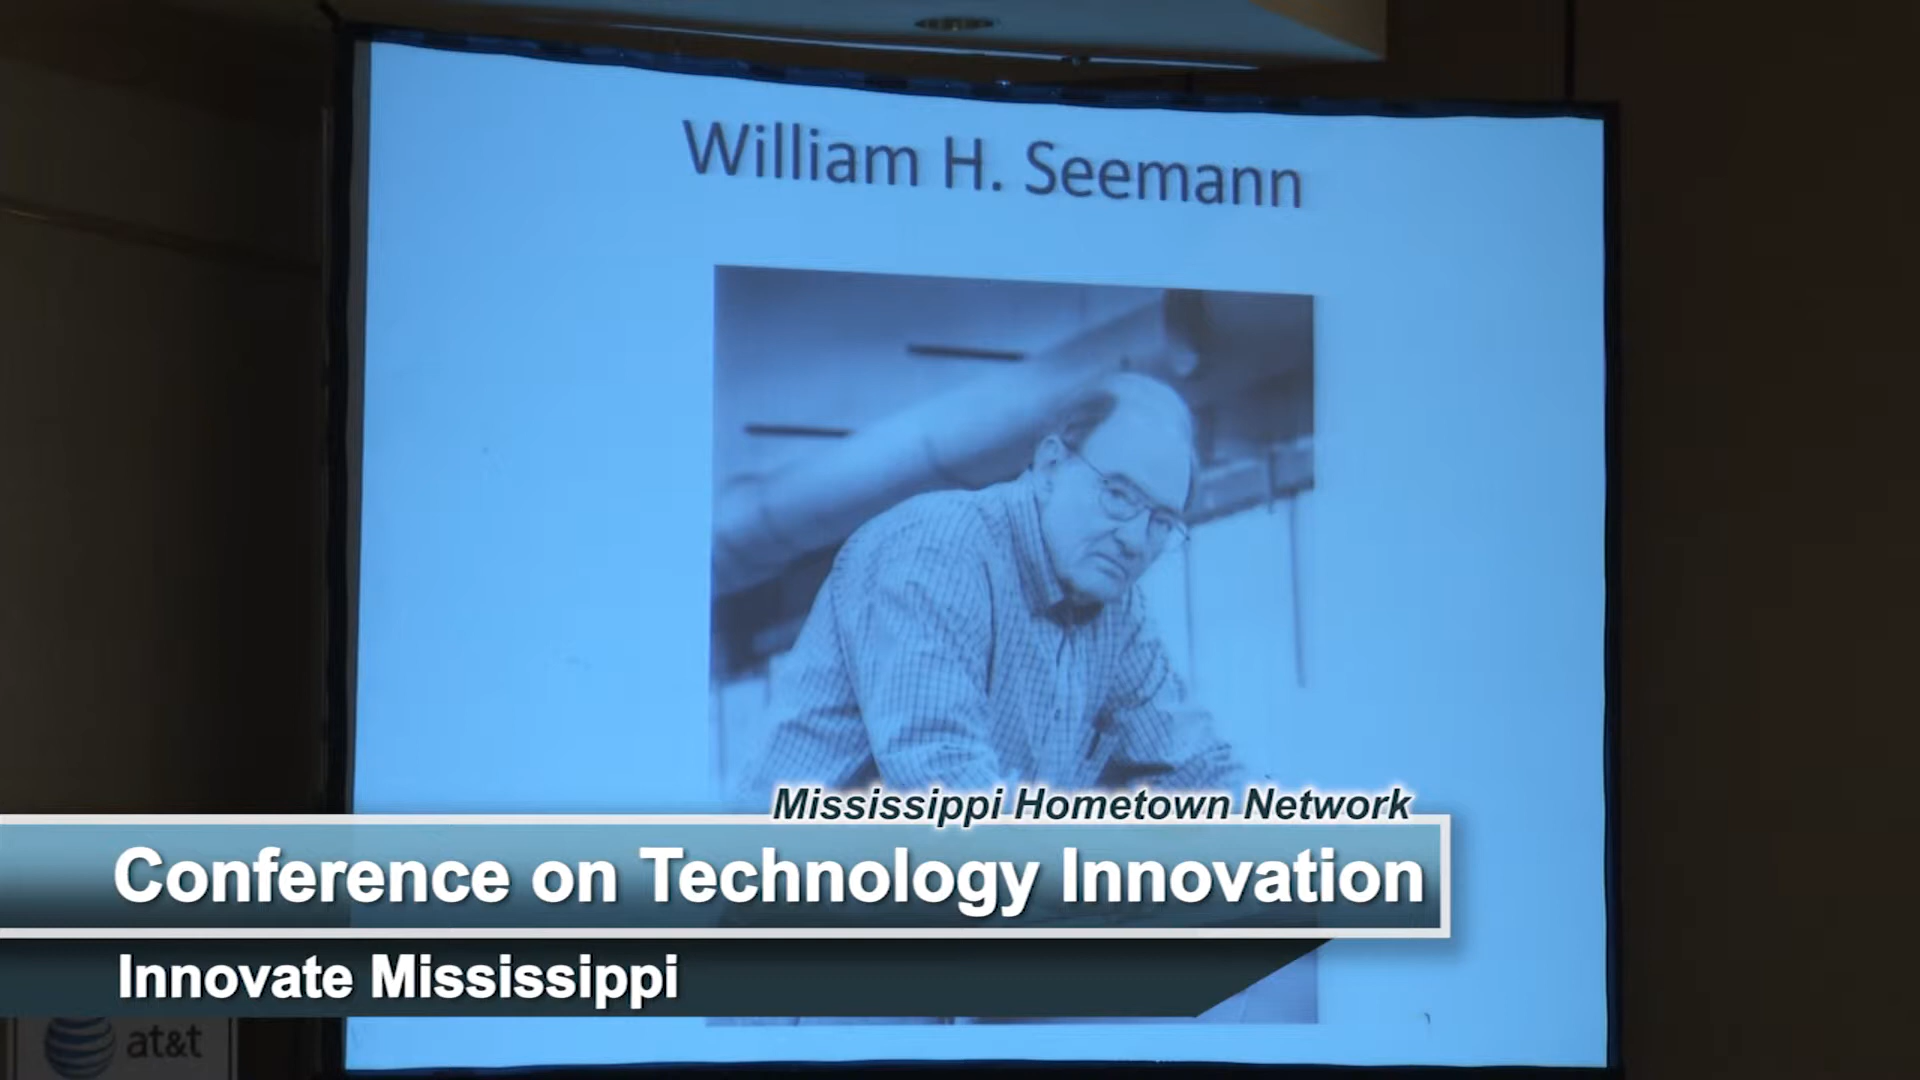 William H. Seemann
Mississippi Hometown Network
Conference on Technology Innovation
Innovate Mississippi
at&t